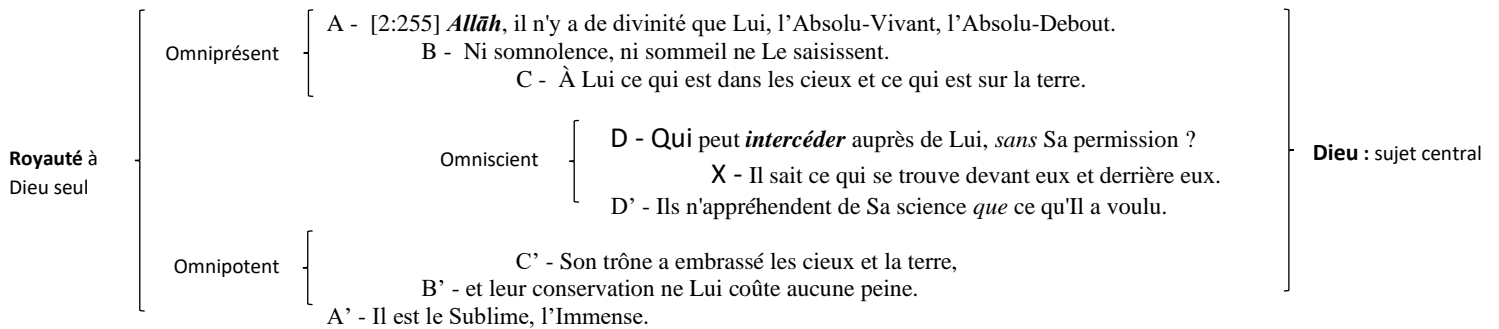 A - [2:255] Allāh, il n'y a de divinité que Lui, l’Absolu-Vivant, l’Absolu-Debout.
Omniprésent
B - Ni somnolence, ni sommeil ne Le saisissent.
C - À Lui ce qui est dans les cieux et ce qui est sur la terre.
D - Qui peut intercéder auprès de Lui, sans Sa permission ?
Royauté à
Dieu seul
Omniscient
X - Il sait ce qui se trouve devant eux et derrière eux.
Dieu : sujet central
D’ - Ils n'appréhendent de Sa science que ce qu'Il a voulu.
Omnipotent
C’ - Son trône a embrassé les cieux et la terre,
B’ - et leur conservation ne Lui coûte aucune peine.
A’ - Il est le Sublime, l’Immense.